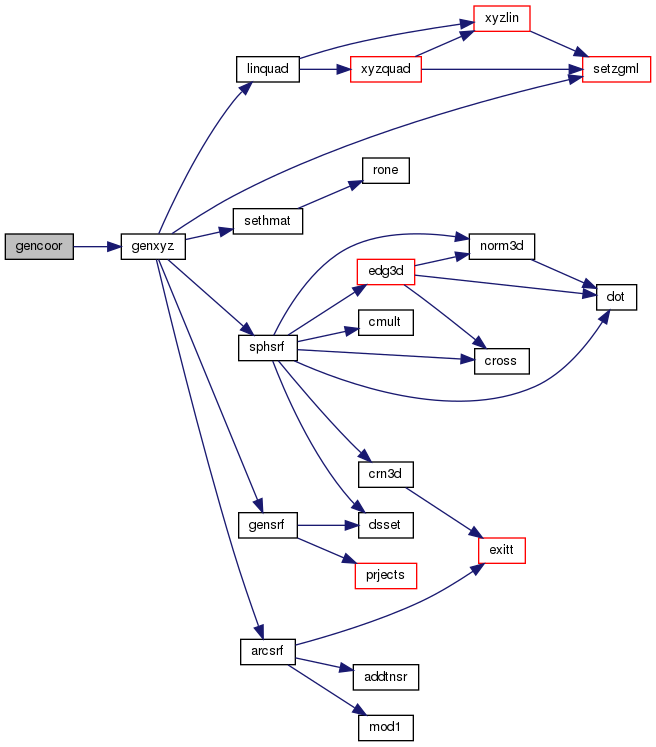 xyzlin
linquad
xyzquad
setzgml
rone
sethmat
gencoor
genxyz
norm3d
edg3d
dot
cmult
sphsrf
cross
crn3d
gensrf
dsset
exitt
prjects
arcsrf
addtnsr
mod1